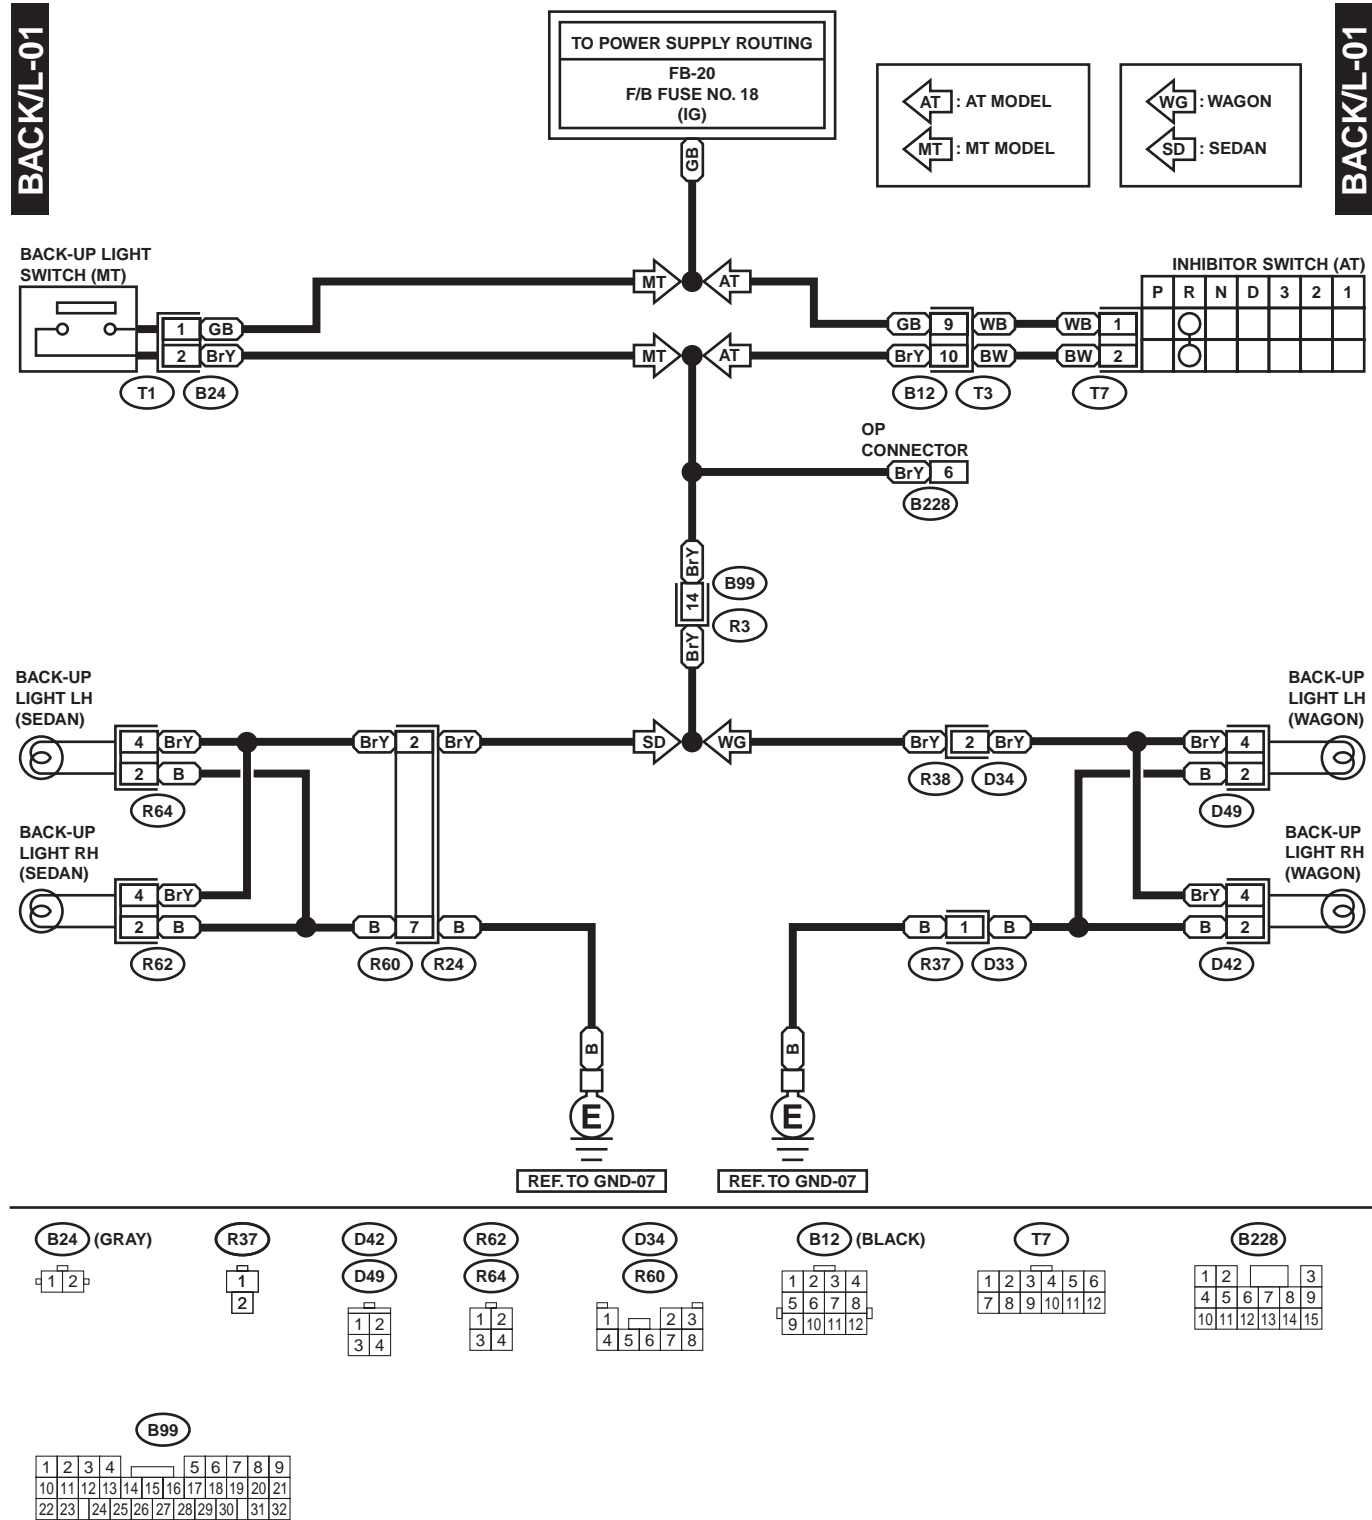 BACK/L-01
BACK/L-01
TO POWER SUPPLY ROUTING
FB-20
F/B FUSE NO. 18
(IG)
AT : AT MODEL
MT : MT MODEL
WG : WAGON
SD : SEDAN
GB
BACK-UP LIGHT
SWITCH (MT)
INHIBITOR SWITCH (AT)
P R N D 3 2 1
MT AT
1 GB
GB 9 WB WB 1
2 BrY
MT AT
BrY 10 BW BW 2
T1 B24
B12 T3 T7
OP
CONNECTOR
BrY 6
B228
BrY
14
BrY
B99
R3
BACK-UP
LIGHT LH
(SEDAN)
BACK-UP
LIGHT LH
(WAGON)
4 BrY BrY 2 BrY SD WG BrY 2 BrY BrY 4
2 B
B 2
R64
R38 D34
D49
BACK-UP
LIGHT RH
(SEDAN)
BACK-UP
LIGHT RH
(WAGON)
4 BrY
BrY 4
2 B B 7 B
B 1 B B 2
R62 R60 R24
R37 D33 D42
B
B
E
E
REF. TO GND-07
REF. TO GND-07
B24 (GRAY)
1 2
R37
1
2
D42
D49
1 2
3 4
R62
R64
1 2
3 4
D34
R60
1 2 3
4 5 6 7 8
B12 (BLACK)
1 2 3 4
5 6 7 8
9 10 11 12
T7
1 2 3 4 5 6
7 8 9 10 11 12
B228
1 2 3
4 5 6 7 8 9
10 11 12 13 14 15
B99
1 2 3 4 5 6 7 8 9
10 11 12 13 14 15 16 17 18 19 20 21
22 23 24 25 26 27 28 29 30 31 32